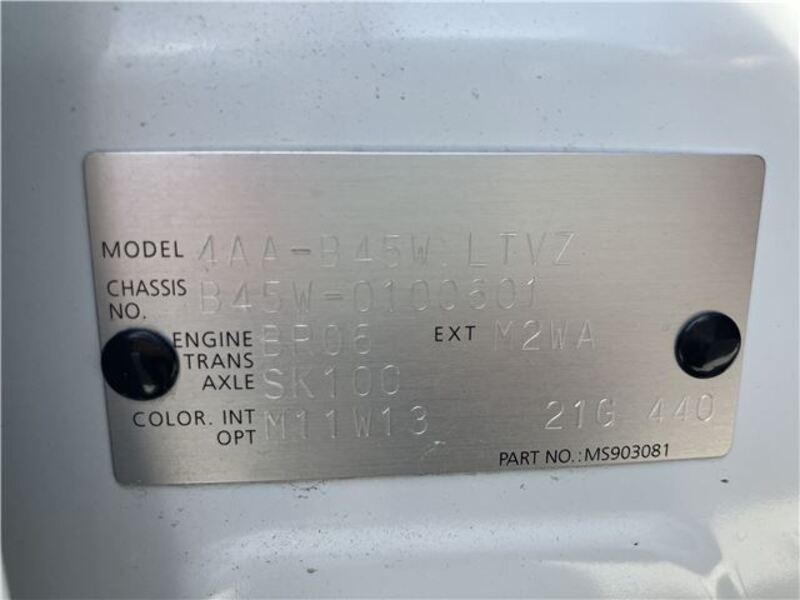 MODEL 4AA-B45W LTVZ
CHASSIS NO. B45W-0100601
ENGINE BR06 EXT M2WA
TRANS AXLE SK100
COLOR. INT OPT M11W13 21G 440
PART NO.:MS903081